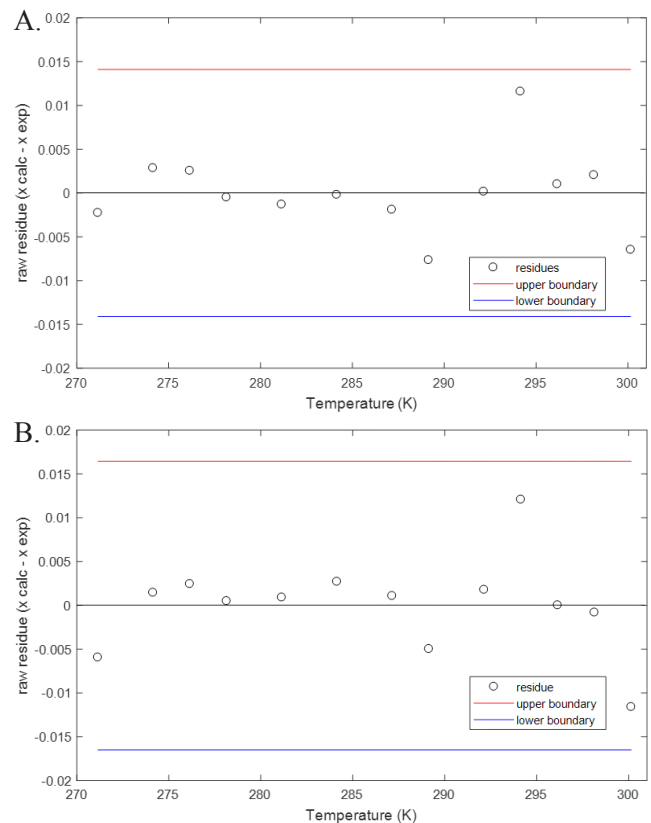 A.
0.02
0.015
0.01
0.005
0
-0.005
-0.01
-0.015
-0.02
raw residue (x calc - x exp)
residues
upper boundary
lower boundary
270 275 280 285 290 295 300
Temperature (K)
B.
0.02
0.015
0.01
0.005
0
-0.005
-0.01
-0.015
-0.02
raw residue (x calc - x exp)
residue
upper boundary
lower boundary
270 275 280 285 290 295 300
Temperature (K)